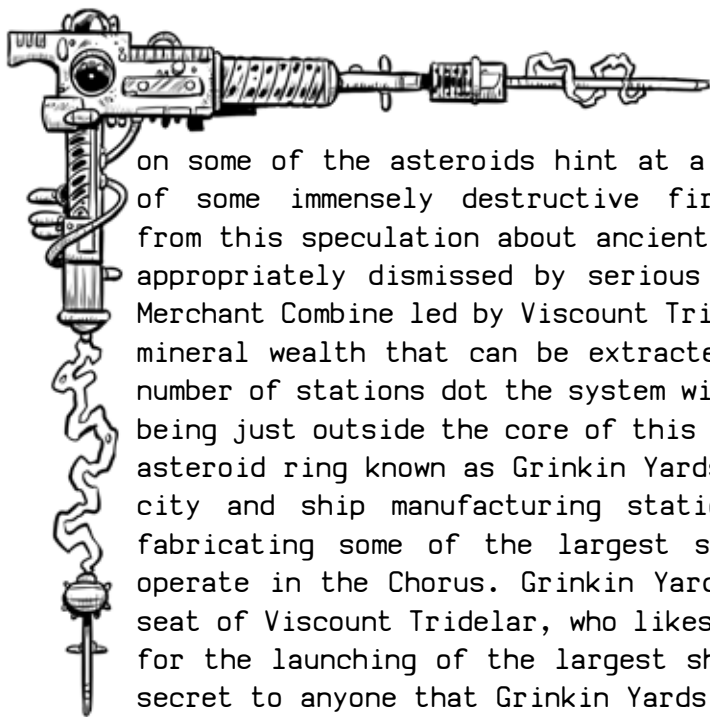 on some of the asteroids hint at a
of some immensely destructive fir
from this speculation about ancient
appropriately dismissed by serious
Merchant Combine led by Viscount Tri
mineral wealth that can be extracte
number of stations dot the system wi
being just outside the core of this
asteroid ring known as Grinkin Yards
city and ship manufacturing statio
fabricating some of the largest s
operate in the Chorus. Grinkin Yard
seat of Viscount Tridelar, who likes
for the launching of the largest sh
secret to anyone that Grinkin Yards